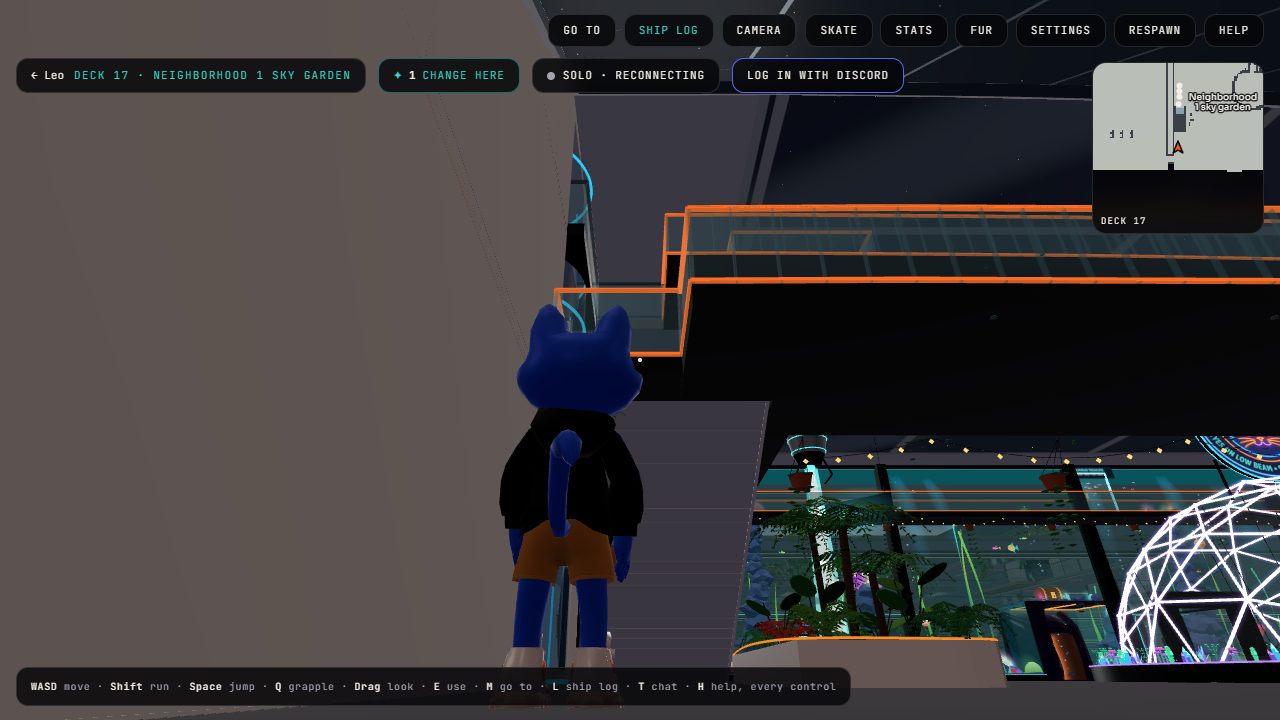 GO TO
SHIP LOG
CAMERA
SKATE
STATS
FUR
SETTINGS
RESPAWN
HELP
← Leo DECK 17 · NEIGHBORHOOD 1 SKY GARDEN
✦ 1 CHANGE HERE
SOLO · RECONNECTING
LOG IN WITH DISCORD
Neighborhood
1 sky garden
DECK 17
WASD move · Shift run · Space jump · Q grapple · Drag look · E use · M go to · L ship log · T chat · H help, every control